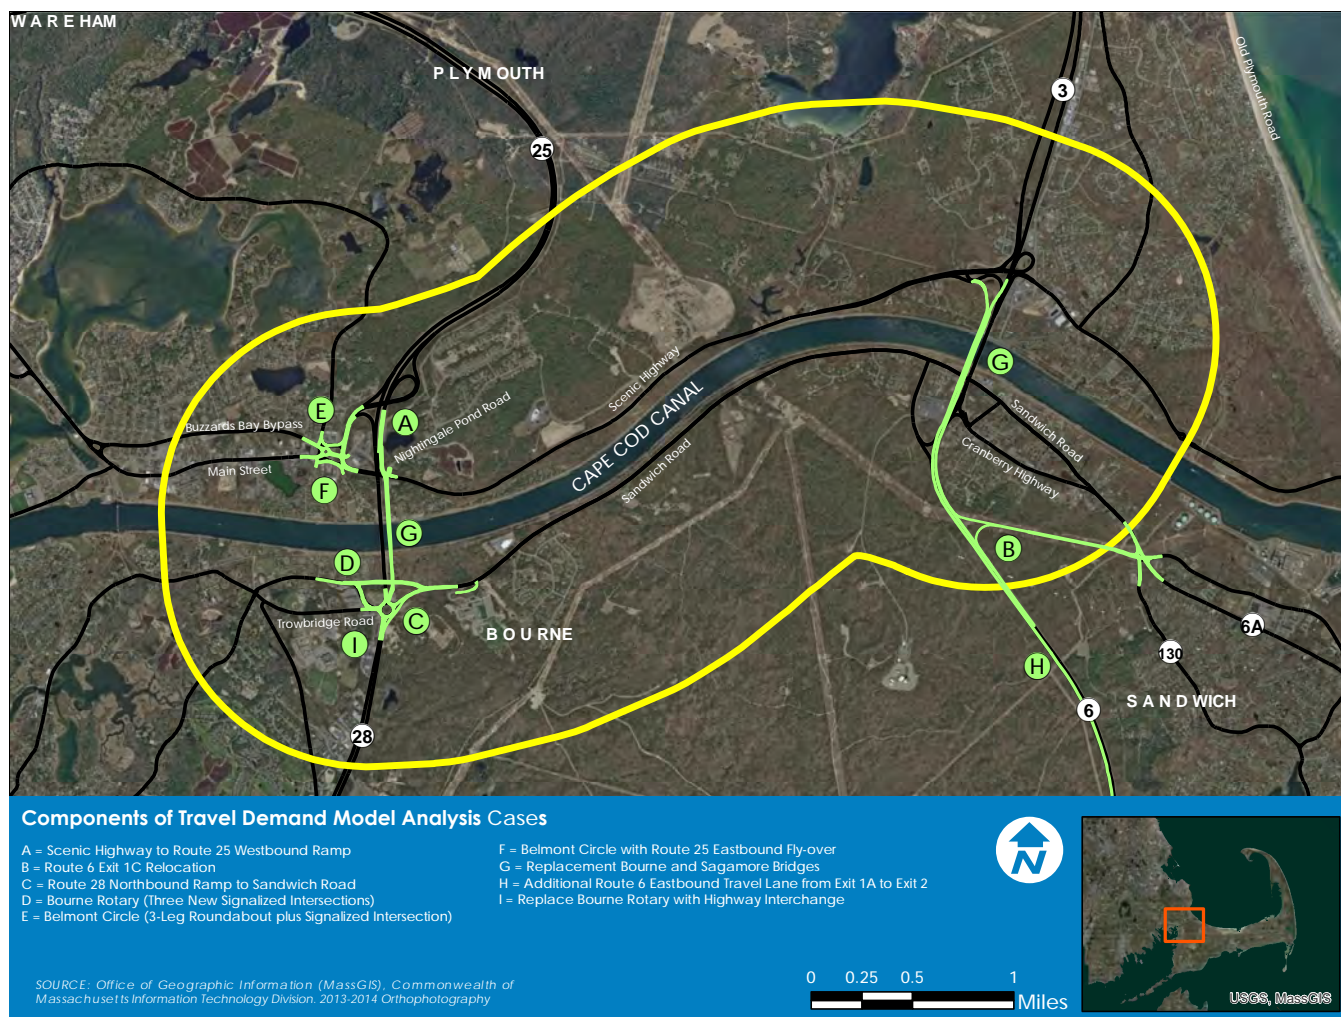 WAREHAM
PLYMOUTH
Old Plymouth Road
3
25
G
Scenic Highway
E
A
Buzzards Bay Bypass
Nightingale Pond Road
CAPE COD CANAL
Sandwich Road
Sandwich Road
Cranberry Highway
Main Street
F
G
B
D
C
Trowbridge Road
I
BOURNE
6A
130
H
SANDWICH
6
28
Components of Travel Demand Model Analysis Cases
A = Scenic Highway to Route 25 Westbound Ramp
B = Route 6 Exit 1C Relocation
C = Route 28 Northbound Ramp to Sandwich Road
D = Bourne Rotary (Three New Signalized Intersections)
E = Belmont Circle (3-Leg Roundabout plus Signalized Intersection)
F = Belmont Circle with Route 25 Eastbound Fly-over
G = Replacement Bourne and Sagamore Bridges
H = Additional Route 6 Eastbound Travel Lane from Exit 1A to Exit 2
I = Replace Bourne Rotary with Highway Interchange
N
SOURCE: Office of Geographic Information (MassGIS), Commonwealth of
Massachusetts Information Technology Division. 2013-2014 Orthophotography
0 0.25 0.5 1
Miles
USGS, MassGIS